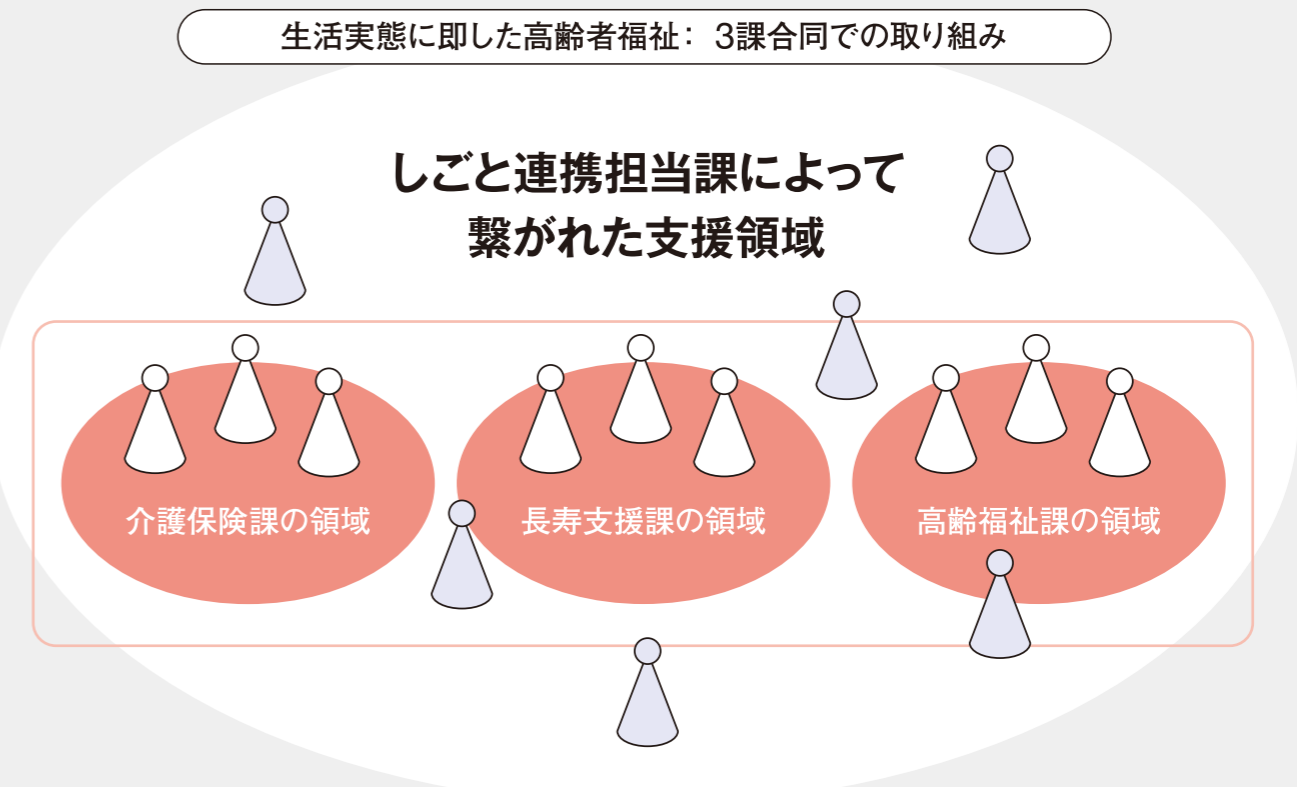 生活実態に即した高齢者福祉： 3課合同での取り組み
しごと連携担当課によって
繋がれた支援領域
介護保険課の領域
長寿支援課の領域
高齢福祉課の領域